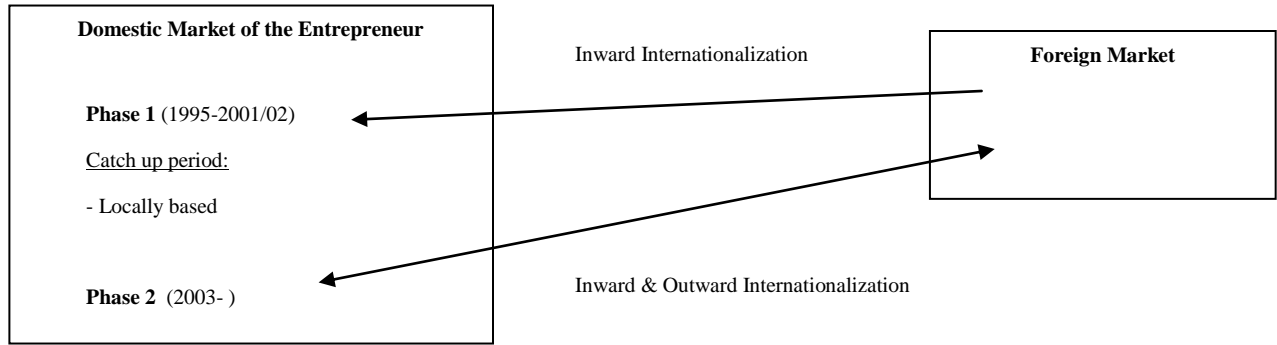 Domestic Market of the Entrepreneur
Phase 1 (1995-2001/02)
Catch up period:
- Locally based
Phase 2 (2003- )
Inward Internationalization
Inward & Outward Internationalization
Foreign Market